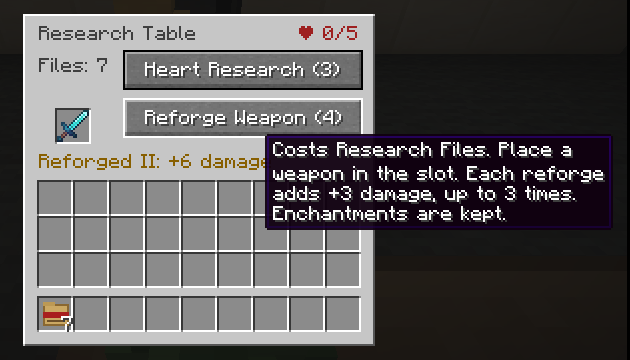 Research Table
♥ 0/5
Files: 7
Heart Research (3)
Reforge Weapon (4)
Reforged II: +6 damage
Costs Research Files. Place a
weapon in the slot. Each reforge
adds +3 damage, up to 3 times.
Enchantments are kept.
7